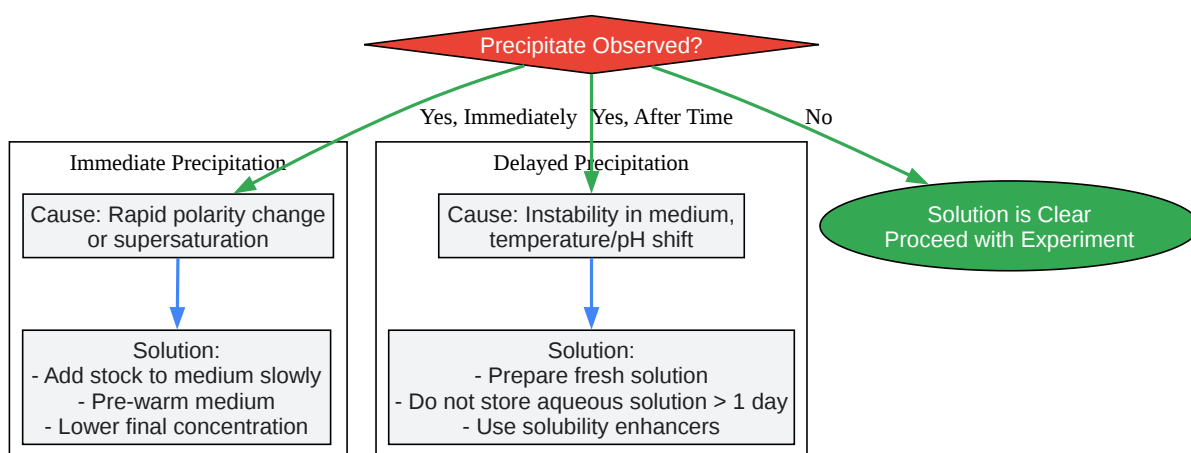 Precipitate Observed?
Yes, Immediately
Yes, After Time
No
Immediate Precipitation
Cause: Rapid polarity change
or supersaturation
Solution:
- Add stock to medium slowly
- Pre-warm medium
- Lower final concentration
Delayed Precipitation
Cause: Instability in medium,
temperature/pH shift
Solution:
- Prepare fresh solution
- Do not store aqueous solution > 1 day
- Use solubility enhancers
Solution is Clear
Proceed with Experiment